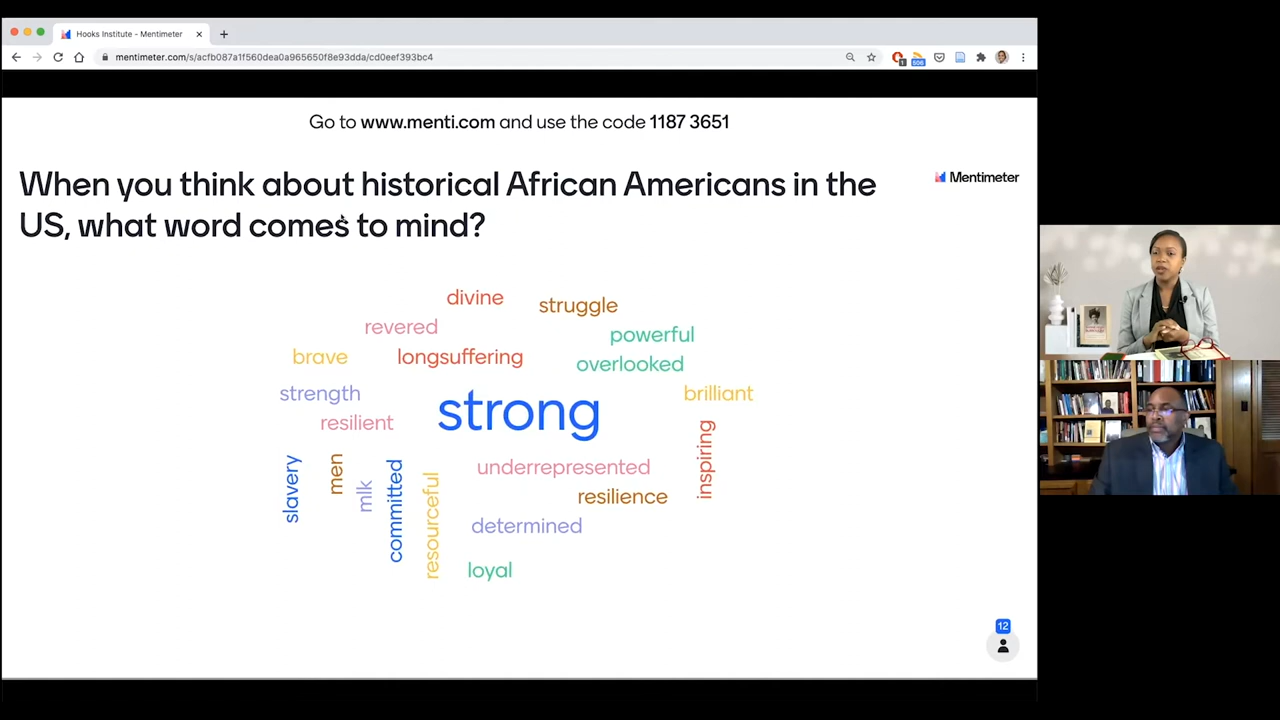 Hooks Institute - Mentimeter
mentimeter.com/s/acfb087a1f560dea0a965650f8e93dda/cd0eef393bc4
1
506
Go to www.menti.com and use the code 1187 3651
When you think about historical African Americans in the
US, what word comes to mind?
Mentimeter
divine
struggle
revered
powerful
brave
longsuffering
overlooked
strength
strong
brilliant
resilient
inspiring
slavery
men
mlk
committed
resourceful
underrepresented
resilience
determined
loyal
12